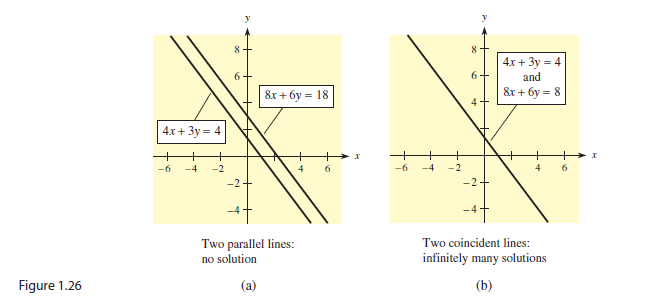 y
8
6
8x + 6y = 18
4x + 3y = 4
x
-6 -4 -2 4 6
-2
-4
Two parallel lines:
no solution
(a)
y
8
6
4
4x + 3y = 4
and
8x + 6y = 8
x
-6 -4 -2 4 6
-2
-4
Two coincident lines:
infinitely many solutions
(b)
Figure 1.26